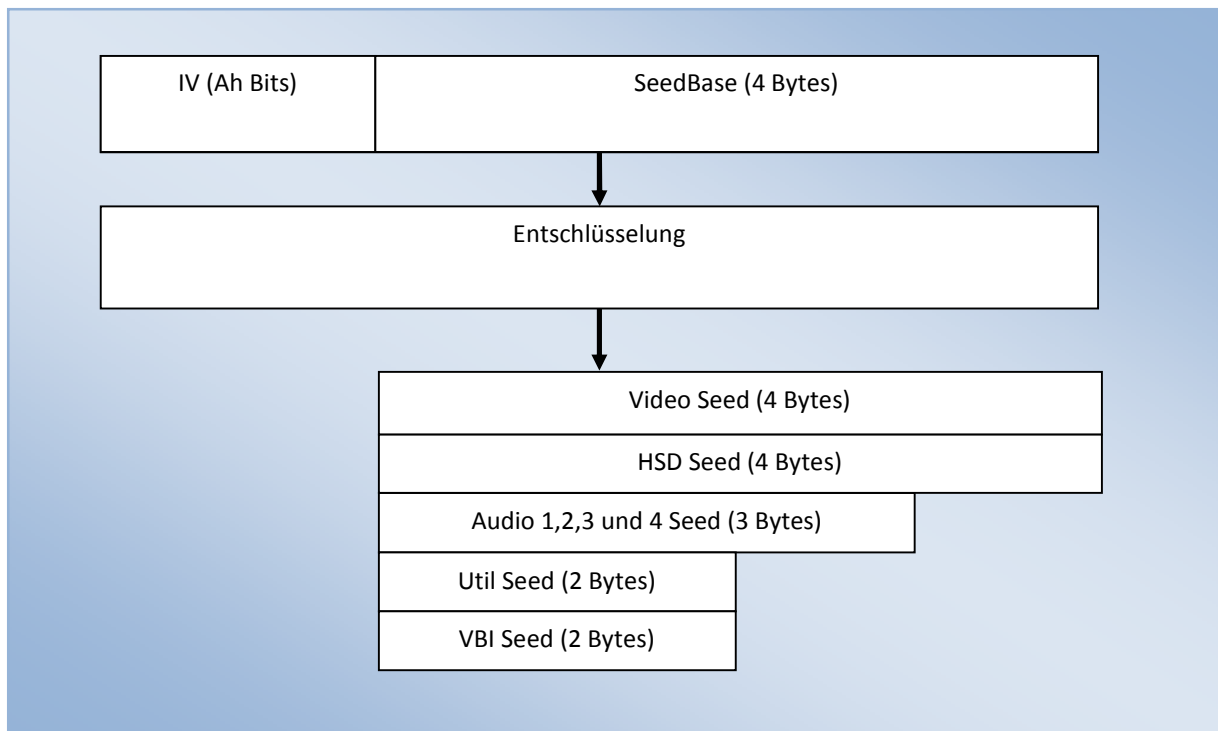 IV (Ah Bits)
SeedBase (4 Bytes)
Entschlüsselung
Video Seed (4 Bytes)
HSD Seed (4 Bytes)
Audio 1,2,3 und 4 Seed (3 Bytes)
Util Seed (2 Bytes)
VBI Seed (2 Bytes)